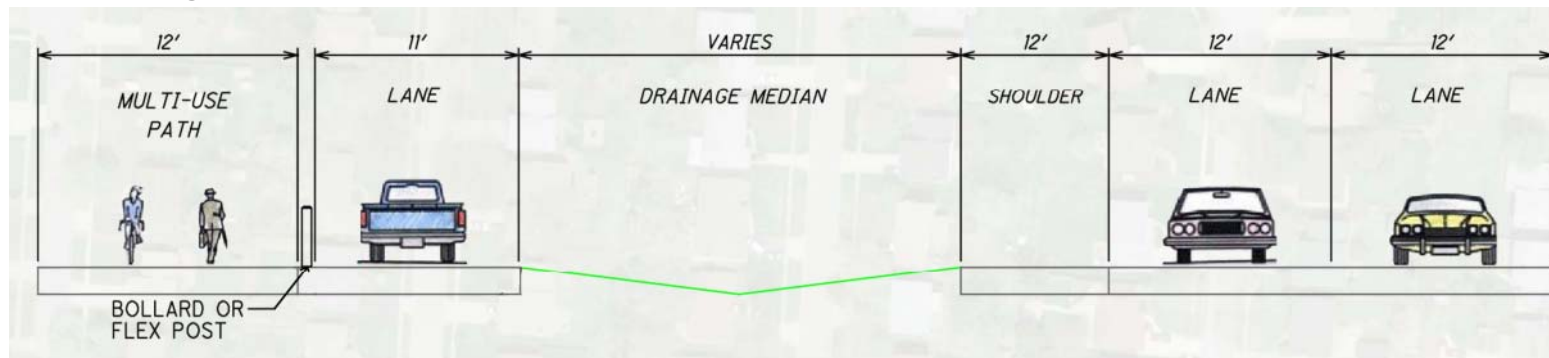 12' 11' VARIES 12' 12' 12'
MULTI-USE
PATH
LANE DRAINAGE MEDIAN SHOULDER LANE LANE
BOLLARD OR
FLEX POST